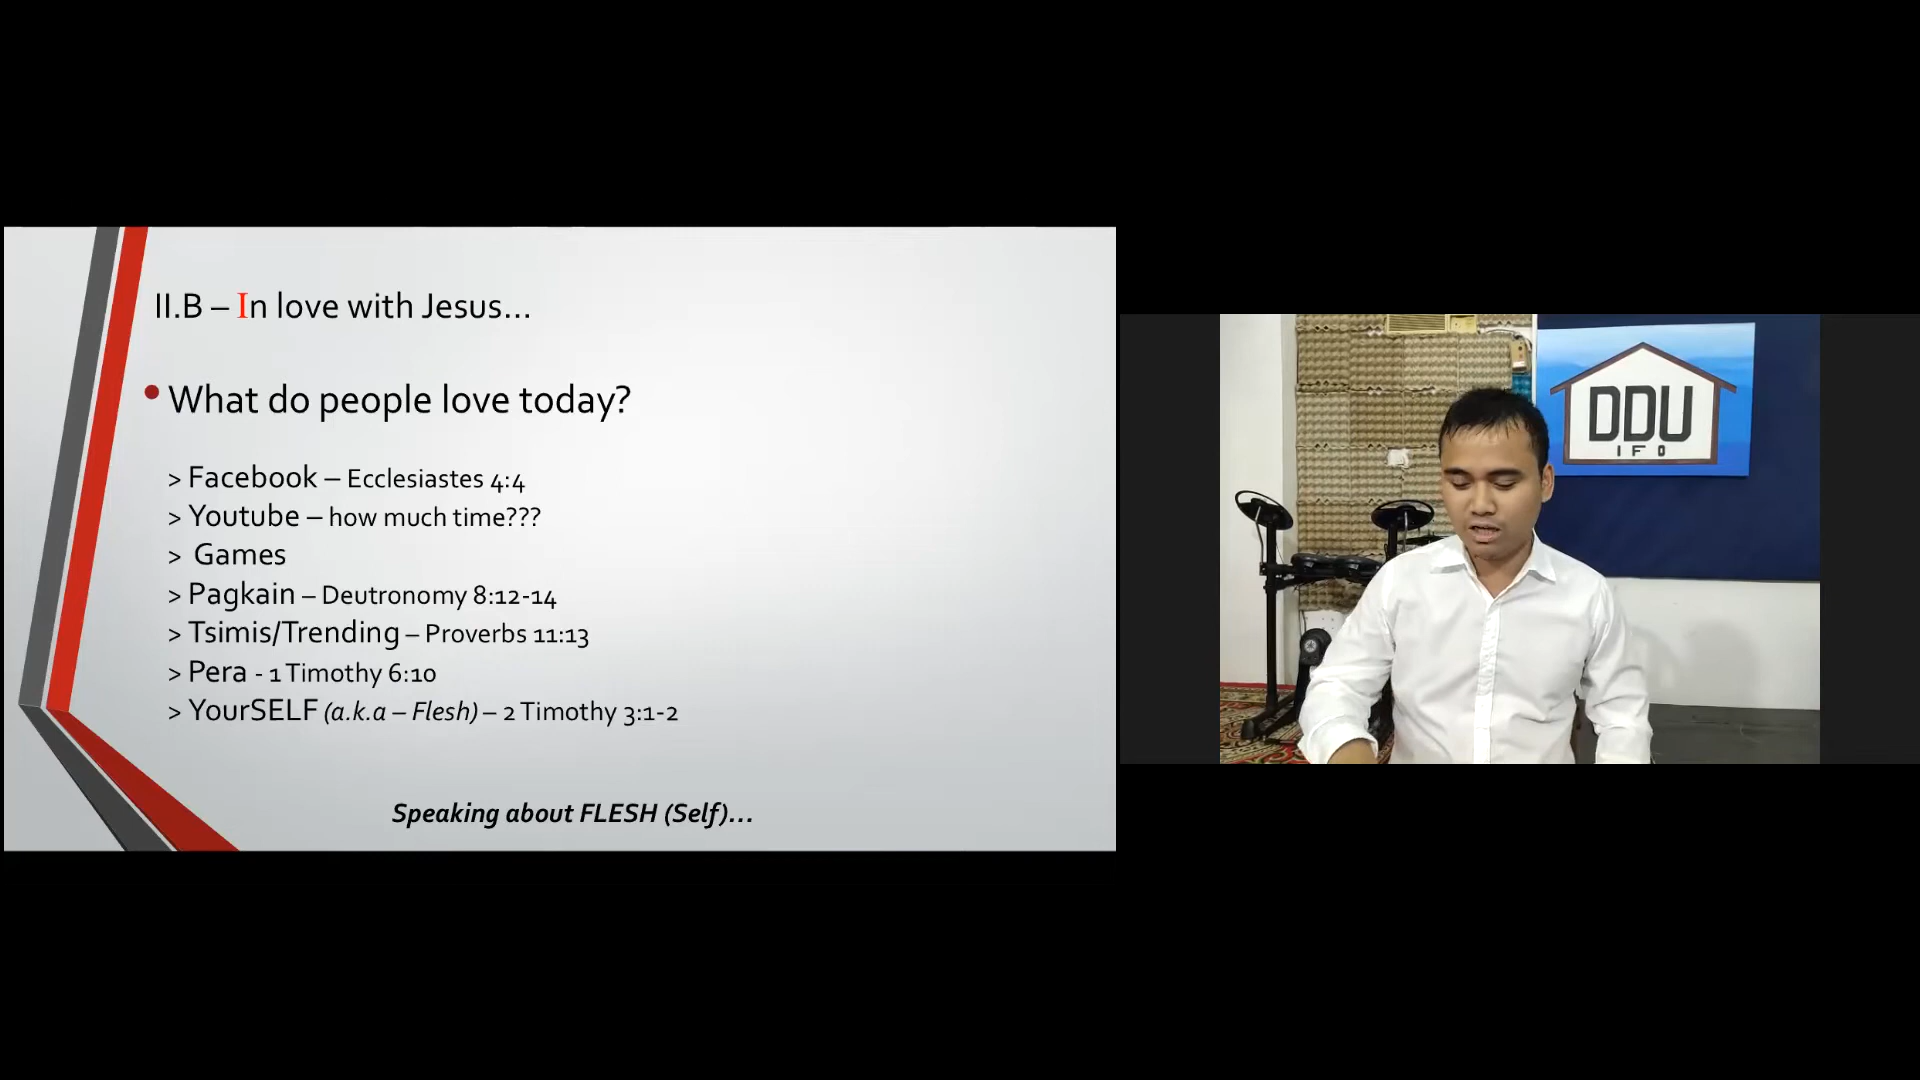 II.B – In love with Jesus…
• What do people love today?
> Facebook – Ecclesiastes 4:4
> Youtube – how much time???
> Games
> Pagkain – Deutronomy 8:12-14
> Tsimis/Trending – Proverbs 11:13
> Pera - 1 Timothy 6:10
> YourSELF (a.k.a – Flesh) – 2 Timothy 3:1-2
Speaking about FLESH (Self)…
DDU
IFO